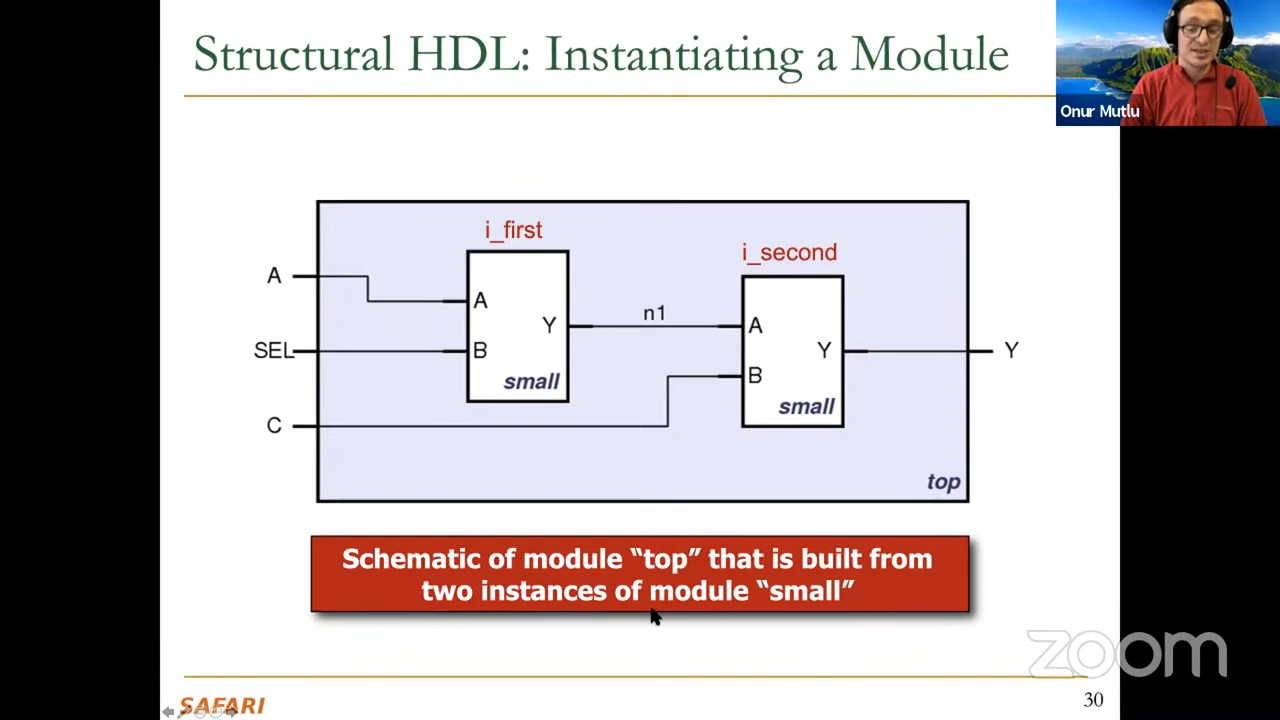 Structural HDL: Instantiating a Module
Onur Mutlu
i_first
i_second
A
A
Y
n1
A
SEL
B
Y
Y
B
small
small
C
top
Schematic of module “top” that is built from
two instances of module “small”
zoom
SAFARI
30